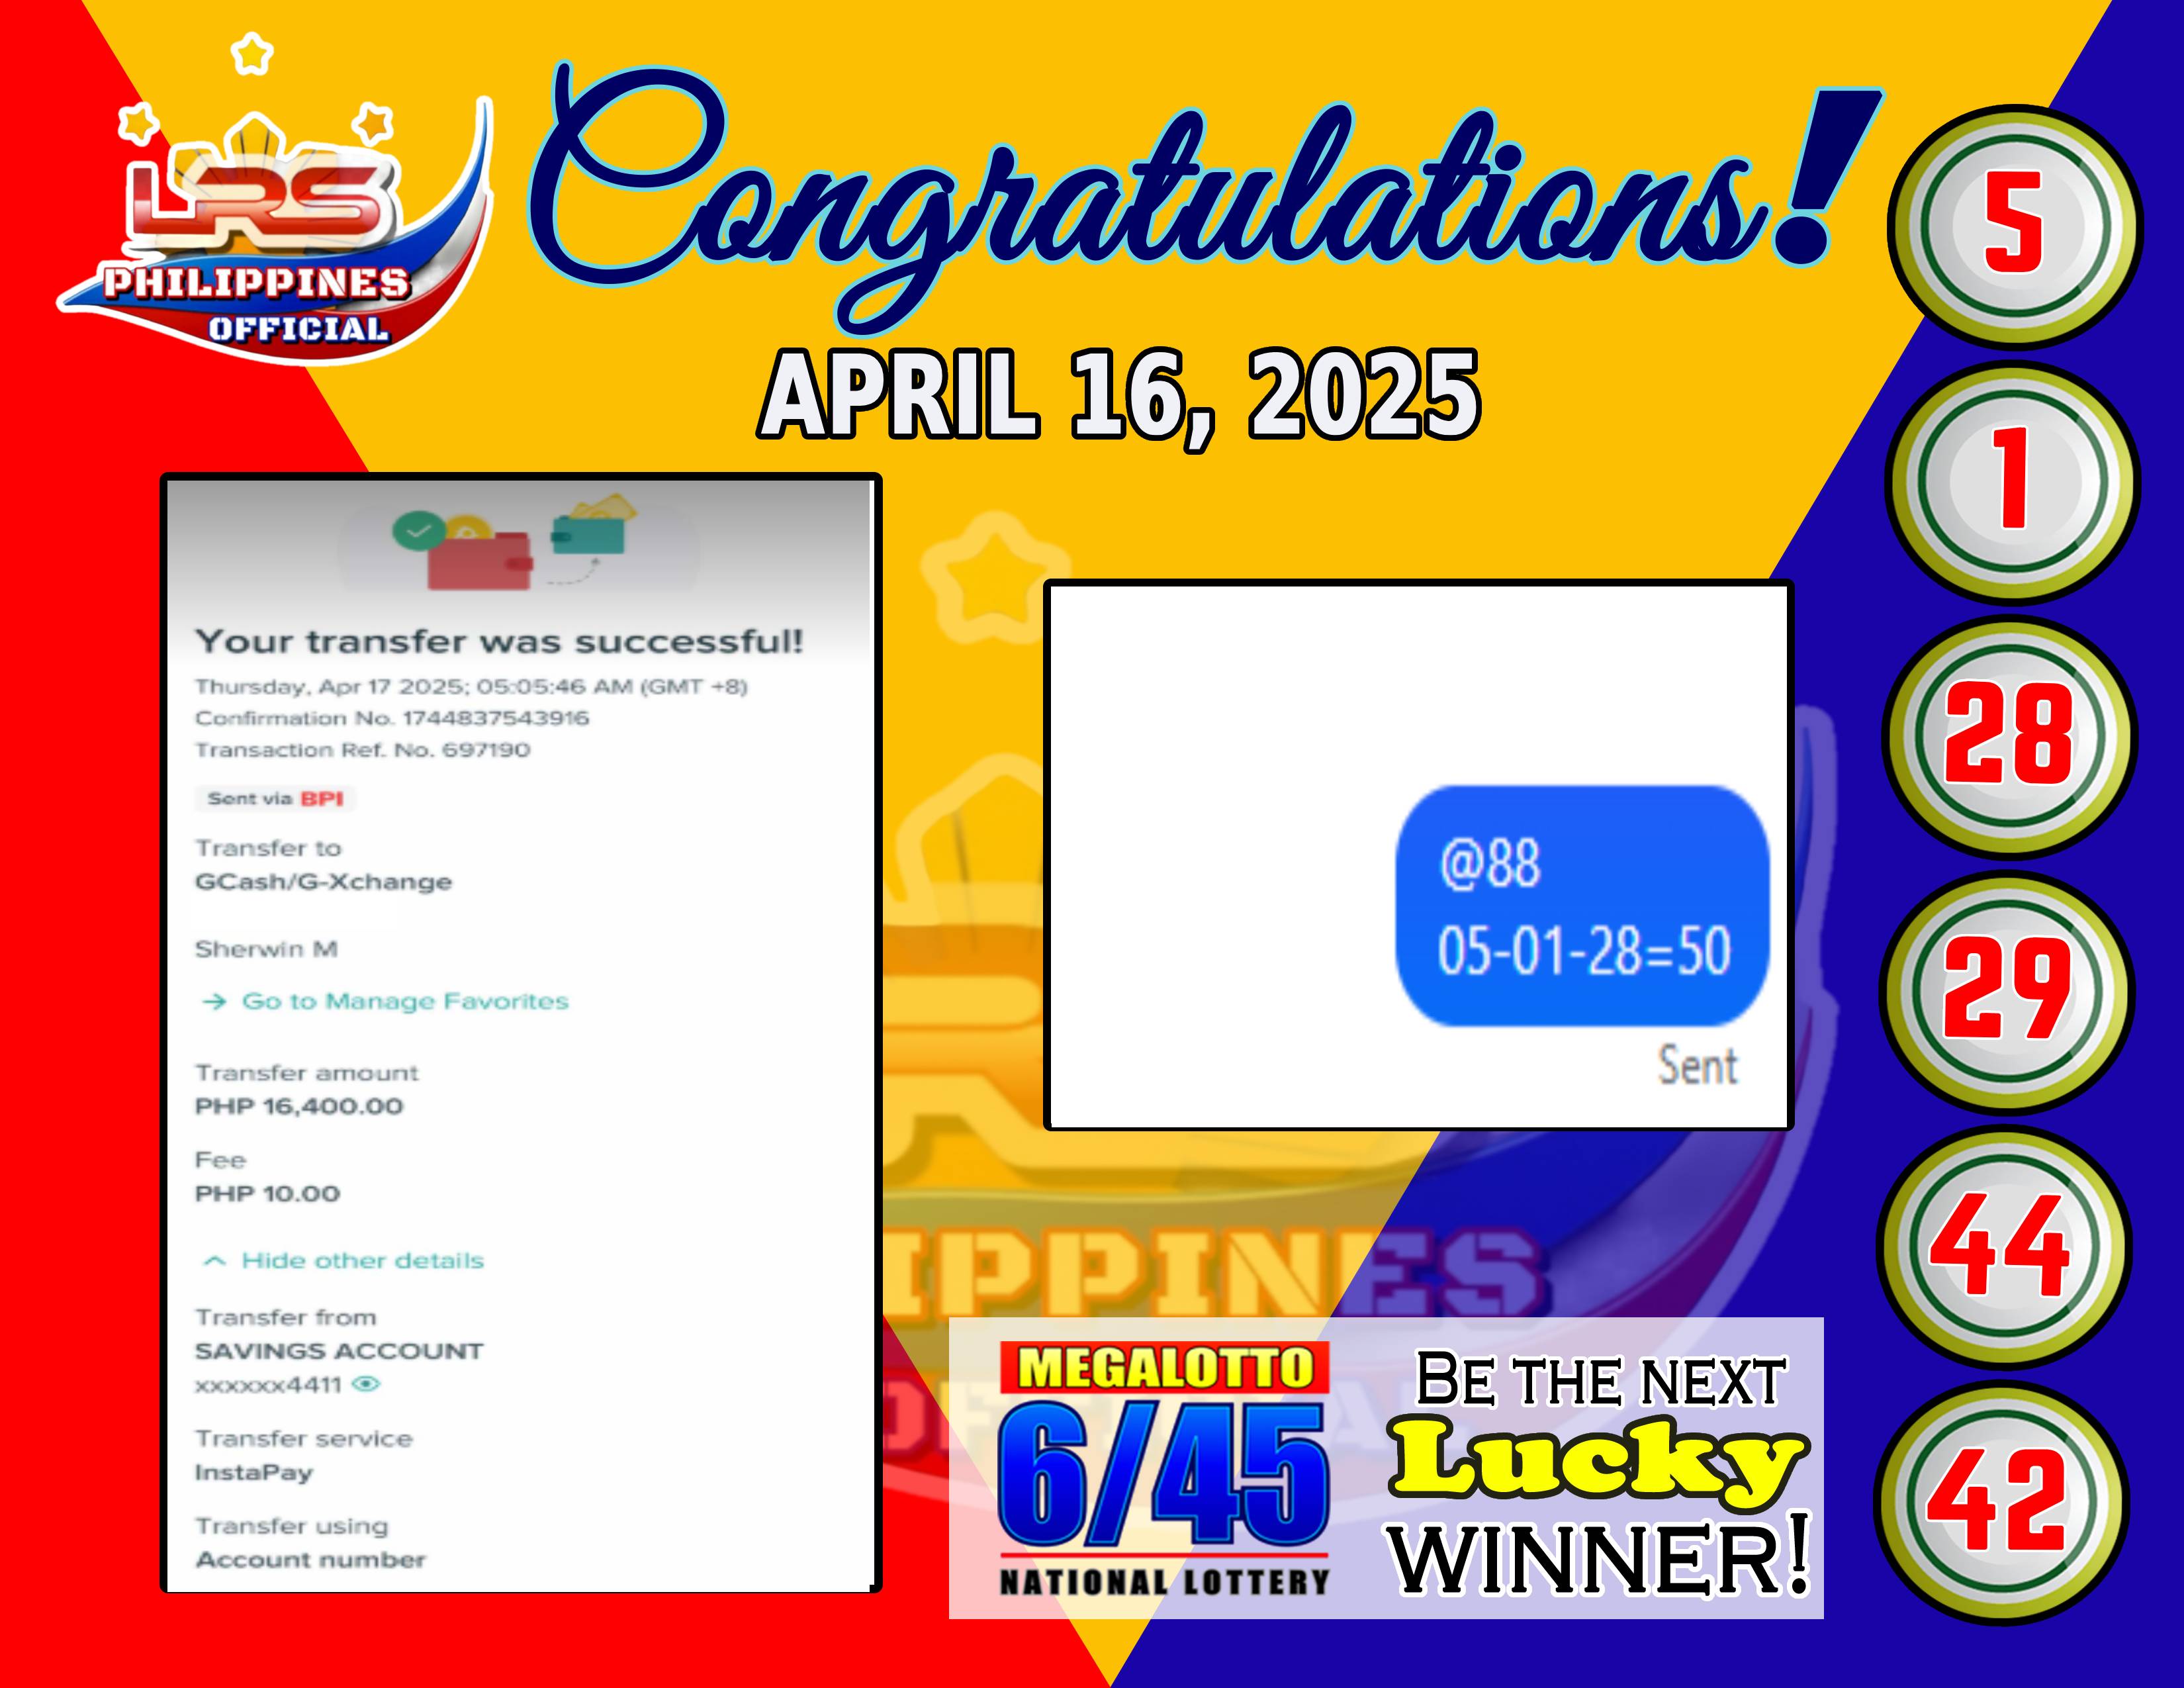 LRS
PHILIPPINES
OFFICIAL
Congratulations!
APRIL 16, 2025
Your transfer was successful!
Thursday, Apr 17 2025; 05:05:46 AM (GMT +8)
Confirmation No. 1744837543916
Transaction Ref. No. 697190
Sent via BPI
Transfer to
GCash/G-Xchange
Sherwin M
→ Go to Manage Favorites
Transfer amount
PHP 16,400.00
Fee
PHP 10.00
Hide other details
Transfer from
SAVINGS ACCOUNT
xxxxxx4411
Transfer service
InstaPay
Transfer using
Account number
@88
05-01-28=50
Sent
IPPINES
MEGALOTTO
6/45
NATIONAL LOTTERY
BE THE NEXT
Lucky
WINNER!
5
1
28
29
44
42